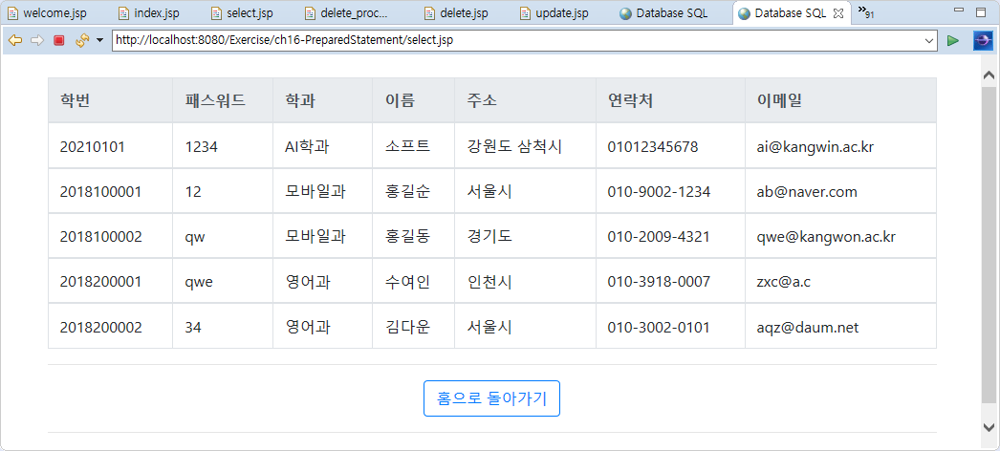 welcome.jsp index.jsp select.jsp delete_proc... delete.jsp update.jsp Database SQL Database SQL »91
http://localhost:8080/Exercise/ch16-PreparedStatement/select.jsp
학번 패스워드 학과 이름 주소 연락처 이메일
20210101 1234 AI학과 소프트 강원도 삼척시 01012345678 ai@kangwin.ac.kr
2018100001 12 모바일과 홍길순 서울시 010-9002-1234 ab@naver.com
2018100002 qw 모바일과 홍길동 경기도 010-2009-4321 qwe@kangwon.ac.kr
2018200001 qwe 영어과 수여인 인천시 010-3918-0007 zxc@a.c
2018200002 34 영어과 김다운 서울시 010-3002-0101 aqz@daum.net
홈으로 돌아가기